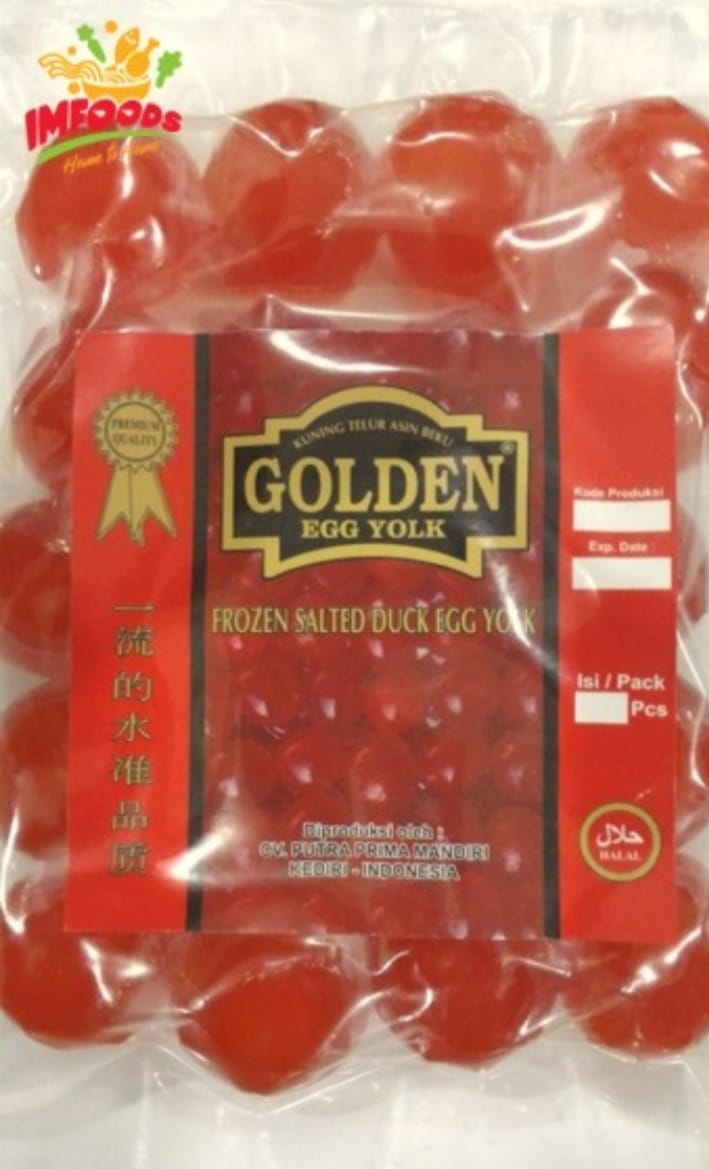 IMFOODS
Home to Home
PREMIUM
QUALITY
一流的水准品质
KUNING TELUR ASIN BEKU
GOLDEN®
EGG YOLK
FROZEN SALTED DUCK EGG YOLK
Diproduksi oleh :
CV. PUTRA PRIMA MANDIRI
KEDIRI - INDONESIA
Kode Produksi
Exp. Date :
Isi / Pack
Pcs
حلال
HALAL